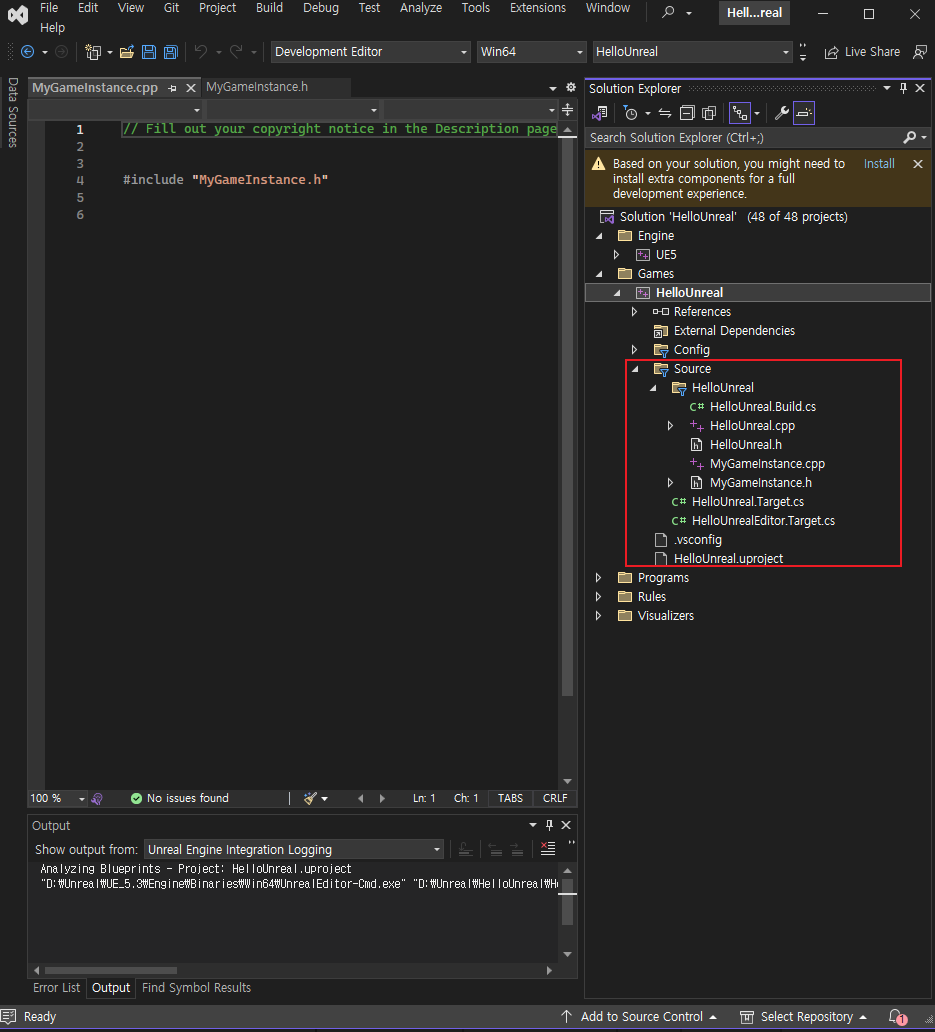 File Edit View Git Project Build Debug Test Analyze Tools Extensions Window Hell...real
Help
Development Editor Win64 HelloUnreal Live Share
Data Sources
MyGameInstance.cpp MyGameInstance.h
1 // Fill out your copyright notice in the Description page
2
3
4 #include "MyGameInstance.h"
5
6
100 % No issues found Ln: 1 Ch: 1 TABS CRLF
Output
Show output from: Unreal Engine Integration Logging
Analyzing Blueprints - Project: HelloUnreal.uproject
"D:₩Unreal₩UE_5.3₩Engine₩Binaries₩Win64₩UnrealEditor-Cmd.exe" "D:₩Unreal₩HelloUnreal₩H
Error List Output Find Symbol Results
Solution Explorer
Search Solution Explorer (Ctrl+;)
Based on your solution, you might need to Install
install extra components for a full
development experience.
Solution 'HelloUnreal' (48 of 48 projects)
Engine
UE5
Games
HelloUnreal
References
External Dependencies
Config
Source
HelloUnreal
C# HelloUnreal.Build.cs
HelloUnreal.cpp
h HelloUnreal.h
MyGameInstance.cpp
h MyGameInstance.h
C# HelloUnreal.Target.cs
C# HelloUnrealEditor.Target.cs
.vsconfig
HelloUnreal.uproject
Programs
Rules
Visualizers
Ready Add to Source Control Select Repository 1